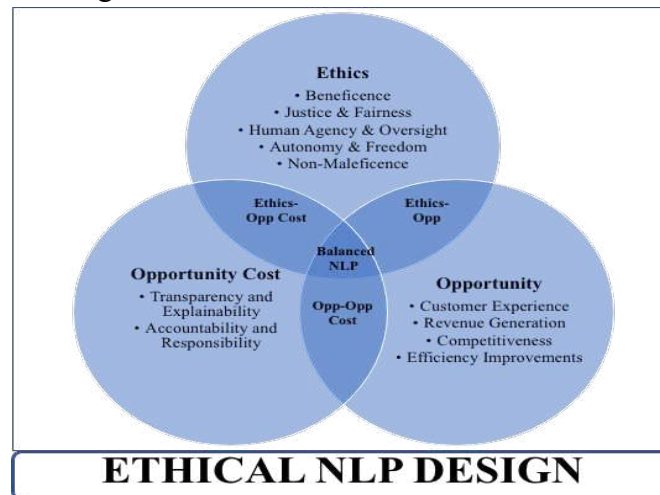 Ethics
• Beneficence
• Justice & Fairness
• Human Agency & Oversight
• Autonomy & Freedom
• Non-Maleficence
Ethics-
Opp Cost
Ethics-
Opp
Balanced
NLP
Opportunity Cost
• Transparency and
Explainability
• Accountability and
Responsibility
Opp-Opp
Cost
Opportunity
• Customer Experience
• Revenue Generation
• Competitiveness
• Efficiency Improvements
ETHICAL NLP DESIGN